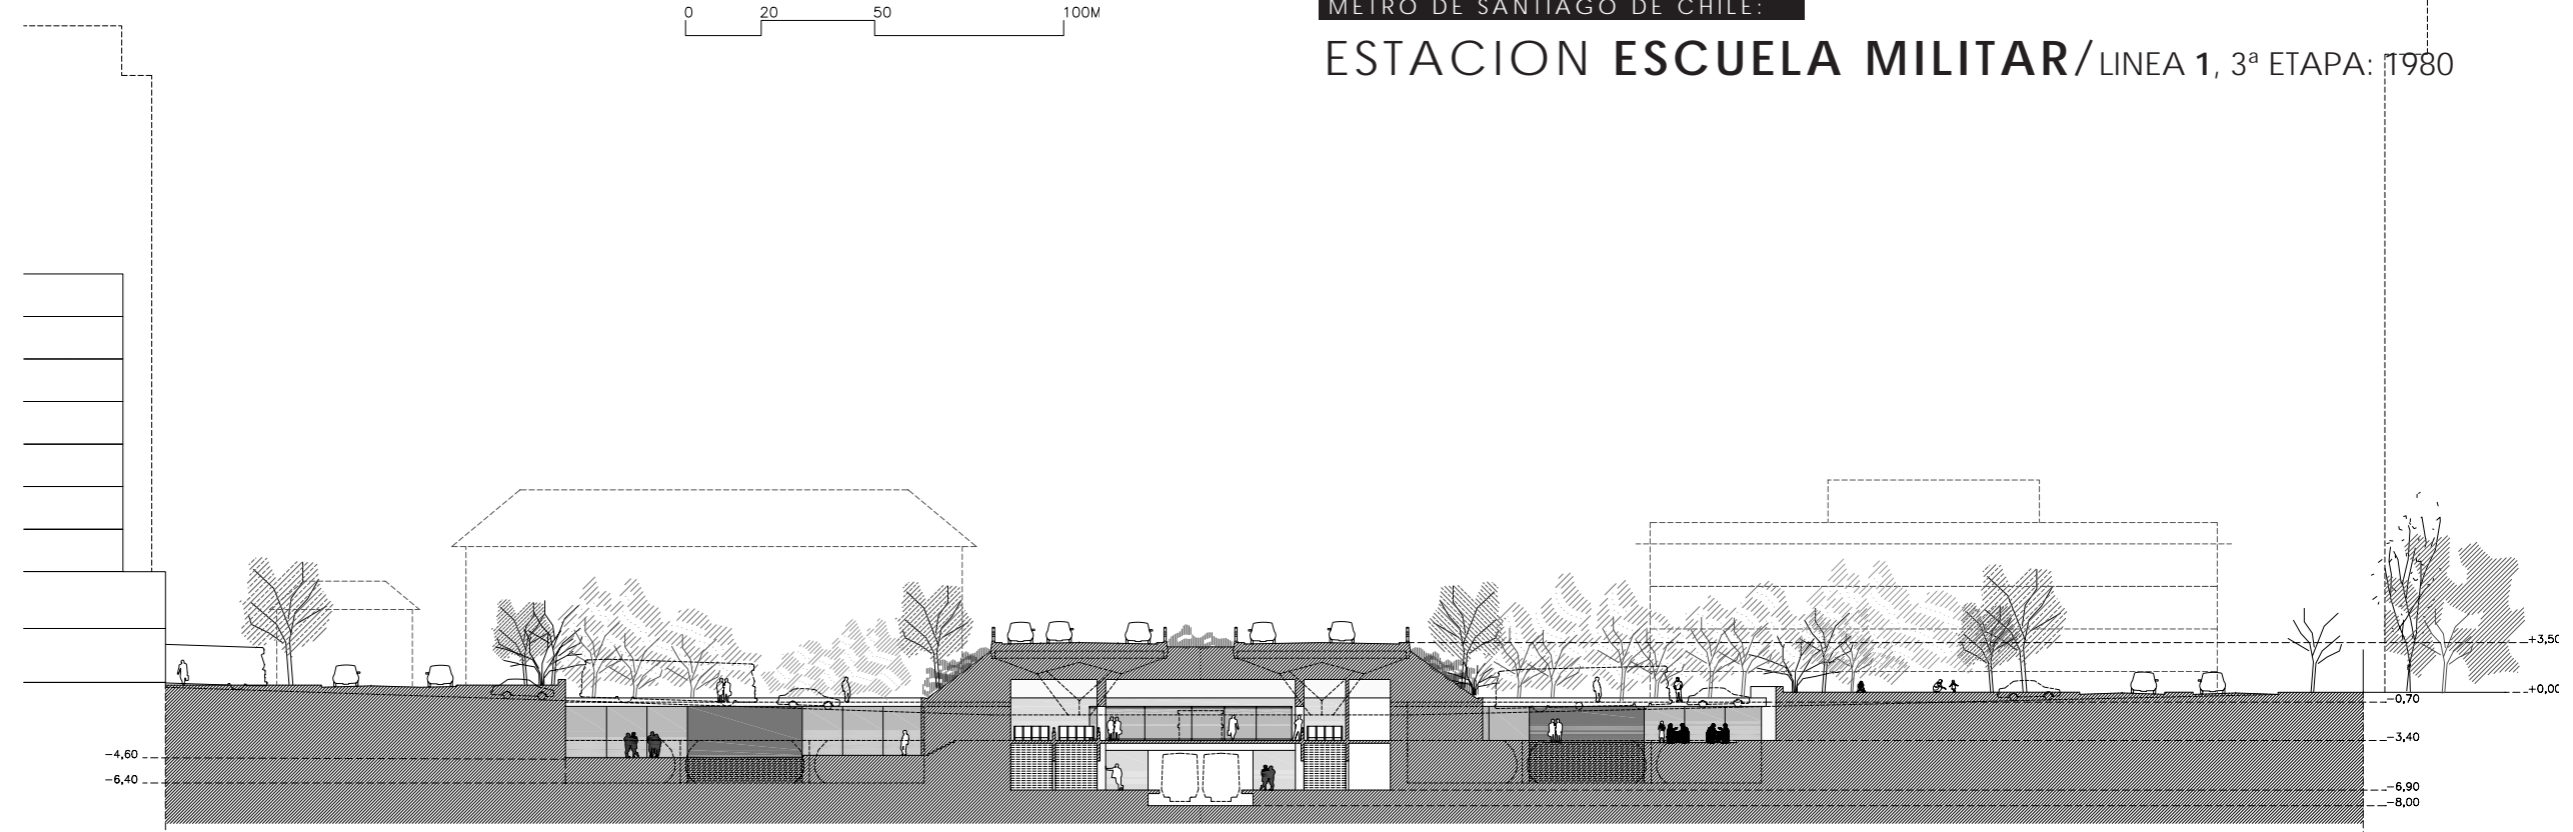 0 20 50 100M
METRO DE SANTIAGO DE CHILE:
ESTACION ESCUELA MILITAR/LINEA 1, 3ª ETAPA: 1980
+3,50
+0,00
-0,70
-3,40
-4,60
-6,40
-6,90
-8,00